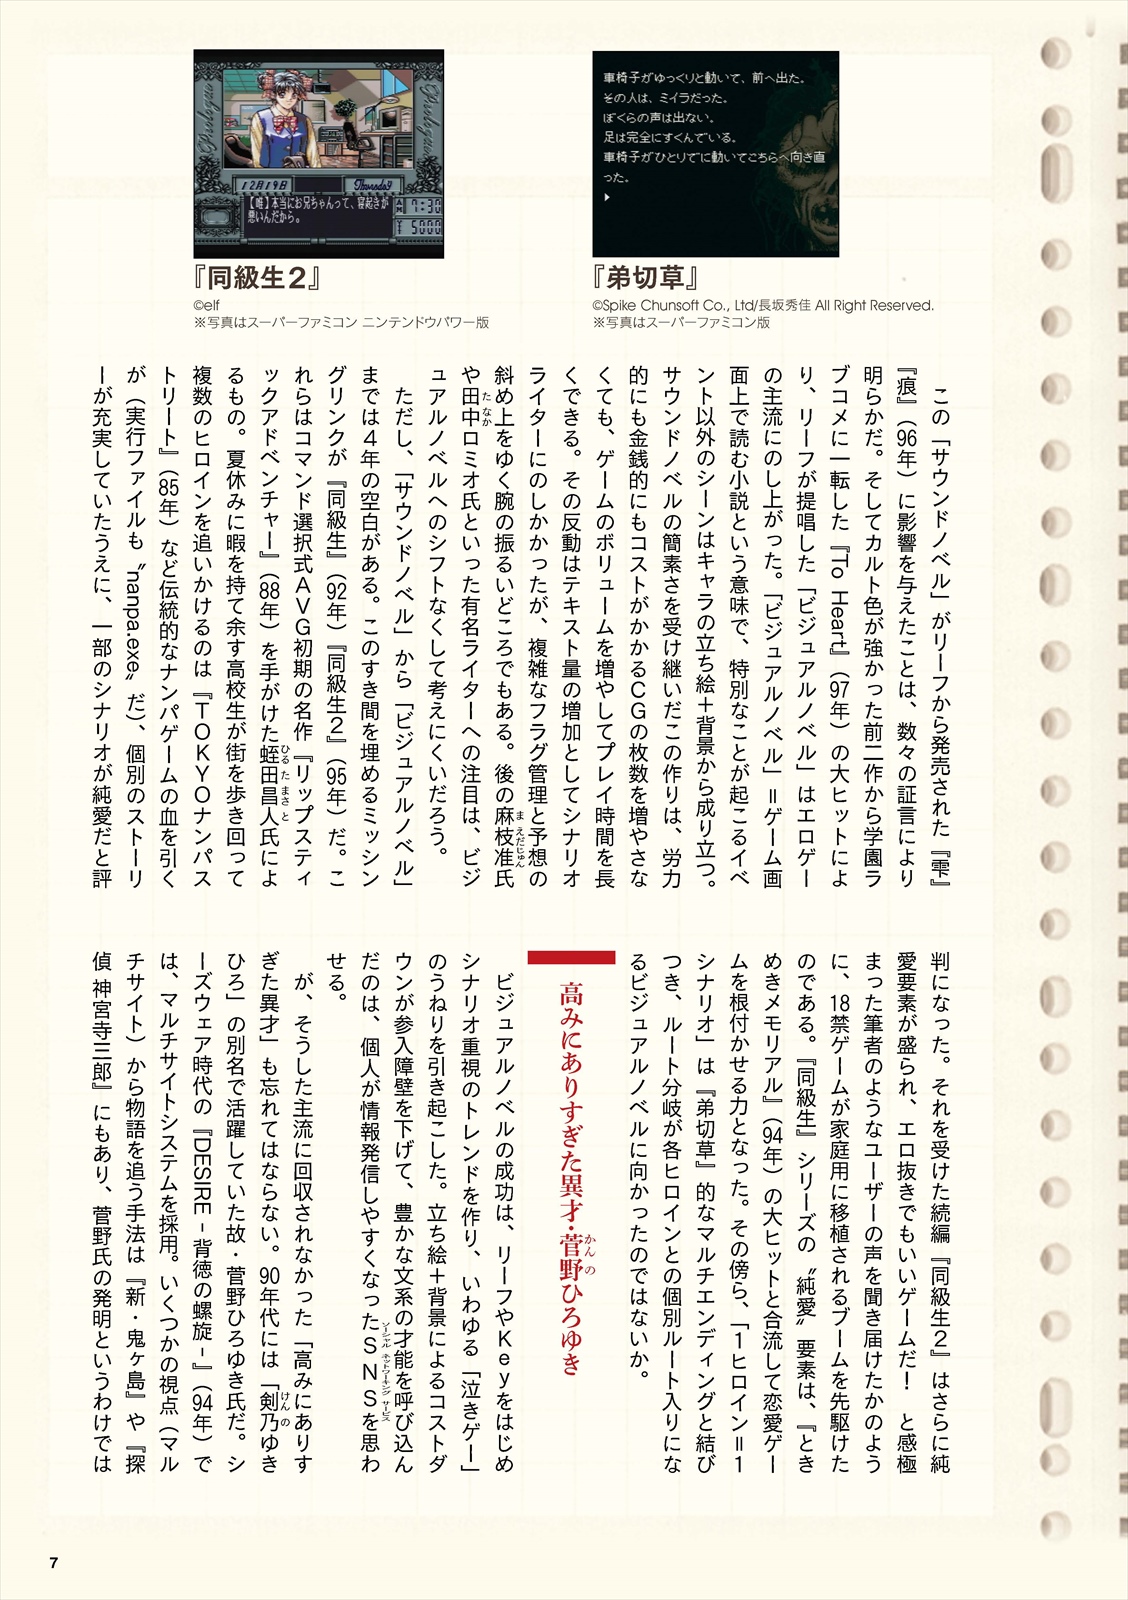 車椅子がゆっくりと動いて、前へ出た。
その人は、ミイラだった。
ぼくらの声は出ない。
足は完全にすくんでいる。
車椅子がひとりでに動いてこちらへ向き直
った。
『弟切草』
©Spike Chunsoft Co., Ltd/長坂秀佳 All Right Reserved.
※写真はスーパーファミコン版
Prologue
Prologue
12月19日
Thursday
【唯】本当にお兄ちゃんって、寝起きが
悪いんだから。
AM 7:30
¥ 5000
『同級生2』
©elf
※写真はスーパーファミコン ニンテンドウパワー版
この「サウンドノベル」がリーフから発売された『雫』
『痕』（96年）に影響を与えたことは、数々の証言により
明らかだ。そしてカルト色が強かった前二作から学園ラ
ブコメに一転した『To Heart』（97年）の大ヒットによ
り、リーフが提唱した「ビジュアルノベル」はエロゲー
の主流にのし上がった。「ビジュアルノベル」＝ゲーム画
面上で読む小説という意味で、特別なことが起こるイベ
ント以外のシーンはキャラの立ち絵＋背景から成り立つ。
サウンドノベルの簡素さを受け継いだこの作りは、労力
的にも金銭的にもコストがかかるＣＧの枚数を増やさな
くても、ゲームのボリュームを増やしてプレイ時間を長
くできる。その反動はテキスト量の増加としてシナリオ
ライターにのしかかったが、複雑なフラグ管理と予想の
斜め上をゆく腕の振るいどころでもある。後の麻枝准氏
や田中ロミオ氏といった有名ライターへの注目は、ビジ
ュアルノベルへのシフトなくして考えにくいだろう。
ただし、「サウンドノベル」から「ビジュアルノベル」
までは４年の空白がある。このすき間を埋めるミッシン
グリンクが『同級生』（92年）『同級生２』（95年）だ。こ
れらはコマンド選択式ＡＶＧ初期の名作『リップスティ
ックアドベンチャー』（88年）を手がけた蛭田昌人氏によ
るもの。夏休みに暇を持て余す高校生が街を歩き回って
複数のヒロインを追いかけるのは『ＴＯＫＹＯナンパス
トリート』（85年）など伝統的なナンパゲームの血を引く
が（実行ファイルも〝nanpa.exe〟だ）、個別のストーリ
ーが充実していたうえに、一部のシナリオが純愛だと評
判になった。それを受けた続編『同級生２』はさらに純
愛要素が盛られ、エロ抜きでもいいゲームだ！　と感極
まった筆者のようなユーザーの声を聞き届けたかのよう
に、18禁ゲームが家庭用に移植されるブームを先駆けた
のである。『同級生』シリーズの〝純愛〟要素は、『とき
めきメモリアル』（94年）の大ヒットと合流して恋愛ゲー
ムを根付かせる力となった。その傍ら、「１ヒロイン＝１
シナリオ」は『弟切草』的なマルチエンディングと結び
つき、ルート分岐が各ヒロインとの個別ルート入りにな
るビジュアルノベルに向かったのではないか。
高みにありすぎた異才・菅野ひろゆき
ビジュアルノベルの成功は、リーフやＫｅｙをはじめ
シナリオ重視のトレンドを作り、いわゆる「泣きゲー」
のうねりを引き起こした。立ち絵＋背景によるコストダ
ウンが参入障壁を下げて、豊かな文系の才能を呼び込ん
だのは、個人が情報発信しやすくなったＳＮＳを思わ
せる。
が、そうした主流に回収されなかった「高みにありす
ぎた異才」も忘れてはならない。90年代には「剣乃ゆき
ひろ」の別名で活躍していた故・菅野ひろゆき氏だ。シ
ーズウェア時代の『DESIRE -背徳の螺旋-』（94年）で
は、マルチサイトシステムを採用。いくつかの視点（マル
チサイト）から物語を追う手法は『新・鬼ヶ島』や『探
偵 神宮寺三郎』にもあり、菅野氏の発明というわけでは
7